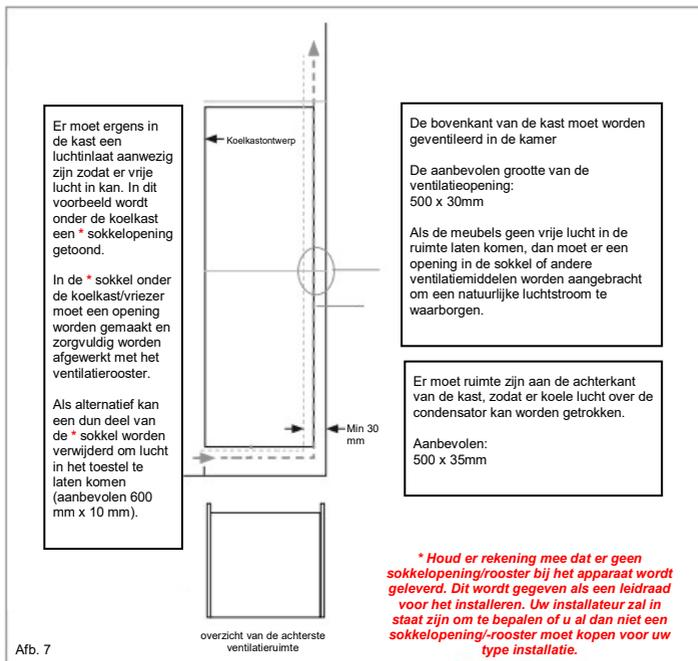 Er moet ergens in
de kast een
luchtinlaat aanwezig
zijn zodat er vrije
lucht in kan. In dit
voorbeeld wordt
onder de koelkast
een * sokkelopening
getoond.
In de * sokkel onder
de koelkast/vriezer
moet een opening
worden gemaakt en
zorgvuldig worden
afgewerkt met het
ventilatierooster.
Als alternatief kan
een dun deel van
de * sokkel worden
verwijderd om lucht
in het toestel te
laten komen
(aanbevolen 600
mm x 10 mm).
Koelkastontwerp
Min 30
mm
De bovenkant van de kast moet worden
geventileerd in de kamer
De aanbevolen grootte van de
ventilatieopening:
500 x 30mm
Als de meubels geen vrije lucht in de
ruimte laten komen, dan moet er een
opening in de sokkel of andere
ventilatiemiddelen worden aangebracht
om een natuurlijke luchtstroom te
waarborgen.
Er moet ruimte zijn aan de achterkant
van de kast, zodat er koele lucht over de
condensator kan worden getrokken.
Aanbevolen:
500 x 35mm
overzicht van de achterste
ventilatieruimte
* Houd er rekening mee dat er geen
sokkelopening/rooster bij het apparaat wordt
geleverd. Dit wordt gegeven als een leidraad
voor het installeren. Uw installateur zal in
staat zijn om te bepalen of u al dan niet een
sokkelopening/-rooster moet kopen voor uw
type installatie.
Afb. 7